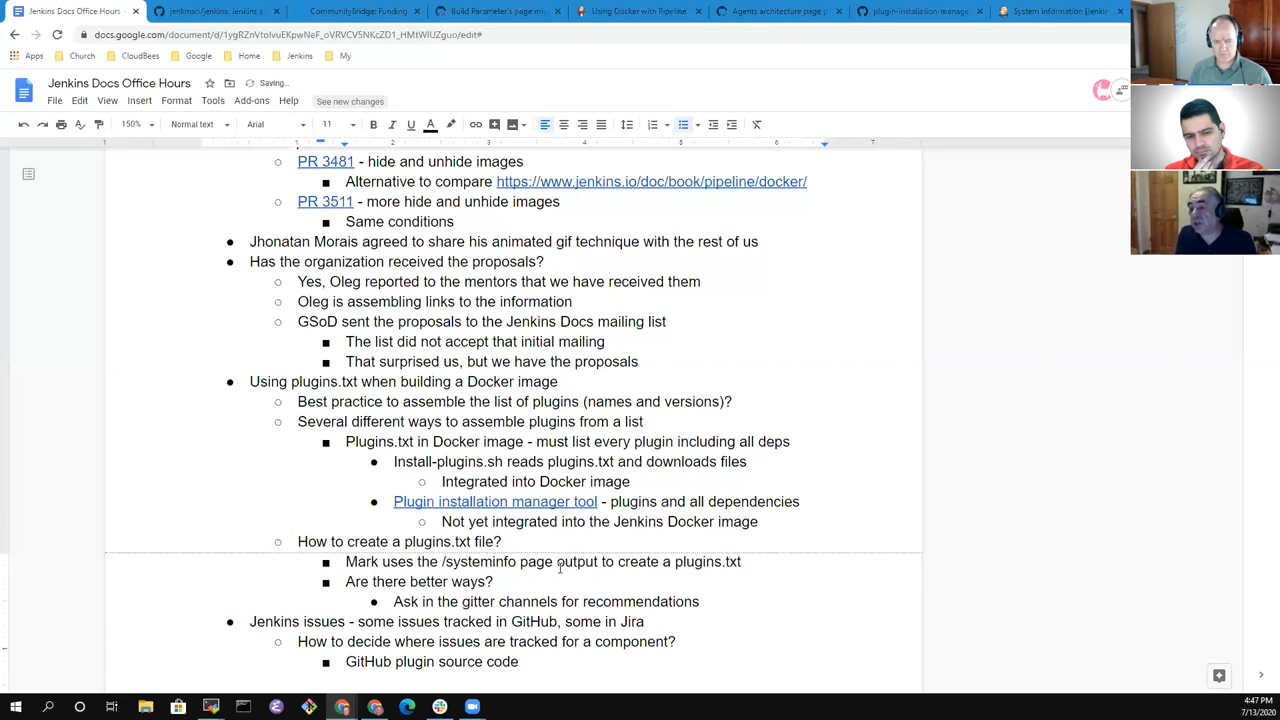 Jenkins Docs Office Hours
jenkinsci/jenkins: Jenkins a
CommunityBridge: Funding
Build Parameter's page mi
Using Docker with Pipeline
Agents architecture page
plugin-installation-manage
System Information [Jenki
docs.google.com/document/d/1ygRZnVtoIvuEKpwNeF_oVRVCV5NKcZD1_HMtWIUZguo/edit#
Apps
Church
CloudBees
Google
Home
Jenkins
My
Jenkins Docs Office Hours
Saving...
File Edit View Insert Format Tools Add-ons Help
See new changes
150%
Normal text
Arial
11
1 1 2 3 4 5 6 7
PR 3481 - hide and unhide images
Alternative to compare https://www.jenkins.io/doc/book/pipeline/docker/
PR 3511 - more hide and unhide images
Same conditions
Jhonatan Morais agreed to share his animated gif technique with the rest of us
Has the organization received the proposals?
Yes, Oleg reported to the mentors that we have received them
Oleg is assembling links to the information
GSoD sent the proposals to the Jenkins Docs mailing list
The list did not accept that initial mailing
That surprised us, but we have the proposals
Using plugins.txt when building a Docker image
Best practice to assemble the list of plugins (names and versions)?
Several different ways to assemble plugins from a list
Plugins.txt in Docker image - must list every plugin including all deps
Install-plugins.sh reads plugins.txt and downloads files
Integrated into Docker image
Plugin installation manager tool - plugins and all dependencies
Not yet integrated into the Jenkins Docker image
How to create a plugins.txt file?
Mark uses the /systeminfo page output to create a plugins.txt
Are there better ways?
Ask in the gitter channels for recommendations
Jenkins issues - some issues tracked in GitHub, some in Jira
How to decide where issues are tracked for a component?
GitHub plugin source code
4:47 PM
7/13/2020